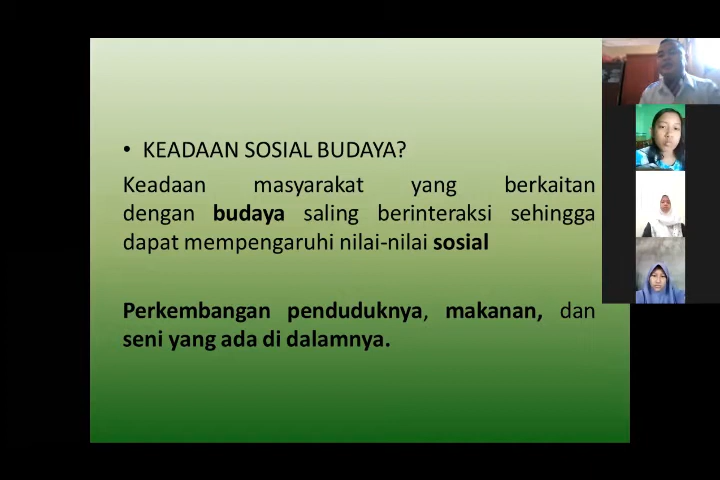 • KEADAAN SOSIAL BUDAYA?
Keadaan masyarakat yang berkaitan
dengan budaya saling berinteraksi sehingga
dapat mempengaruhi nilai-nilai sosial
Perkembangan penduduknya, makanan, dan
seni yang ada di dalamnya.